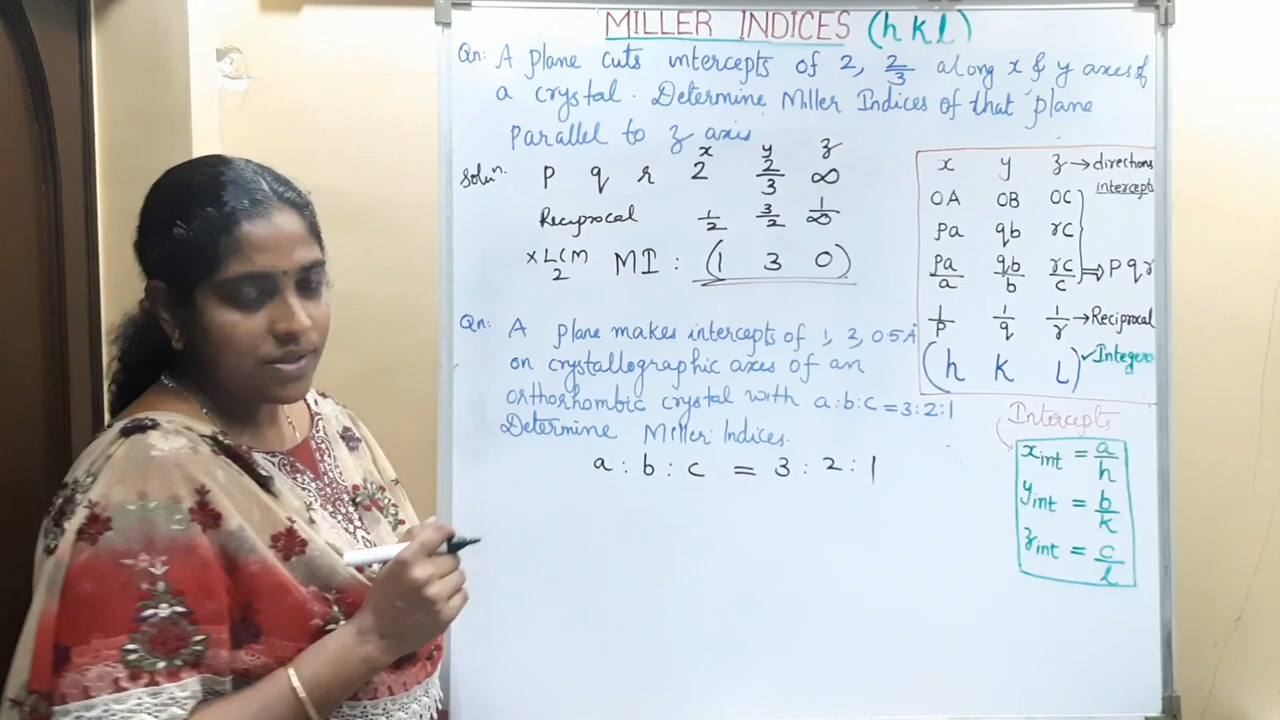 MILLER INDICES (h k l)
Qn: A plane cuts intercepts of 2, 2/3 along x & y axes of
a crystal. Determine Miller Indices of that plane
parallel to z axis
x y z
Soluⁿ. p q r 2 2/3 ∞
Reciprocal 1/2 3/2 1/∞
x LCM 2 MI : (1 3 0)
Qn: A plane makes intercepts of 1, 3, 0.5 Å
on crystallographic axes of an
orthorhombic crystal with a:b:c = 3:2:1
Determine Miller Indices.
a : b : c = 3 : 2 : 1
x y z → directions
Intercepts
OA OB OC
pa qb rc
pa/a qb/b rc/c ⇒ p q r
1/p 1/q 1/r → Reciprocal
(h k l) ✓Integers
Intercepts
x int = a/h
y int = b/k
z int = c/l